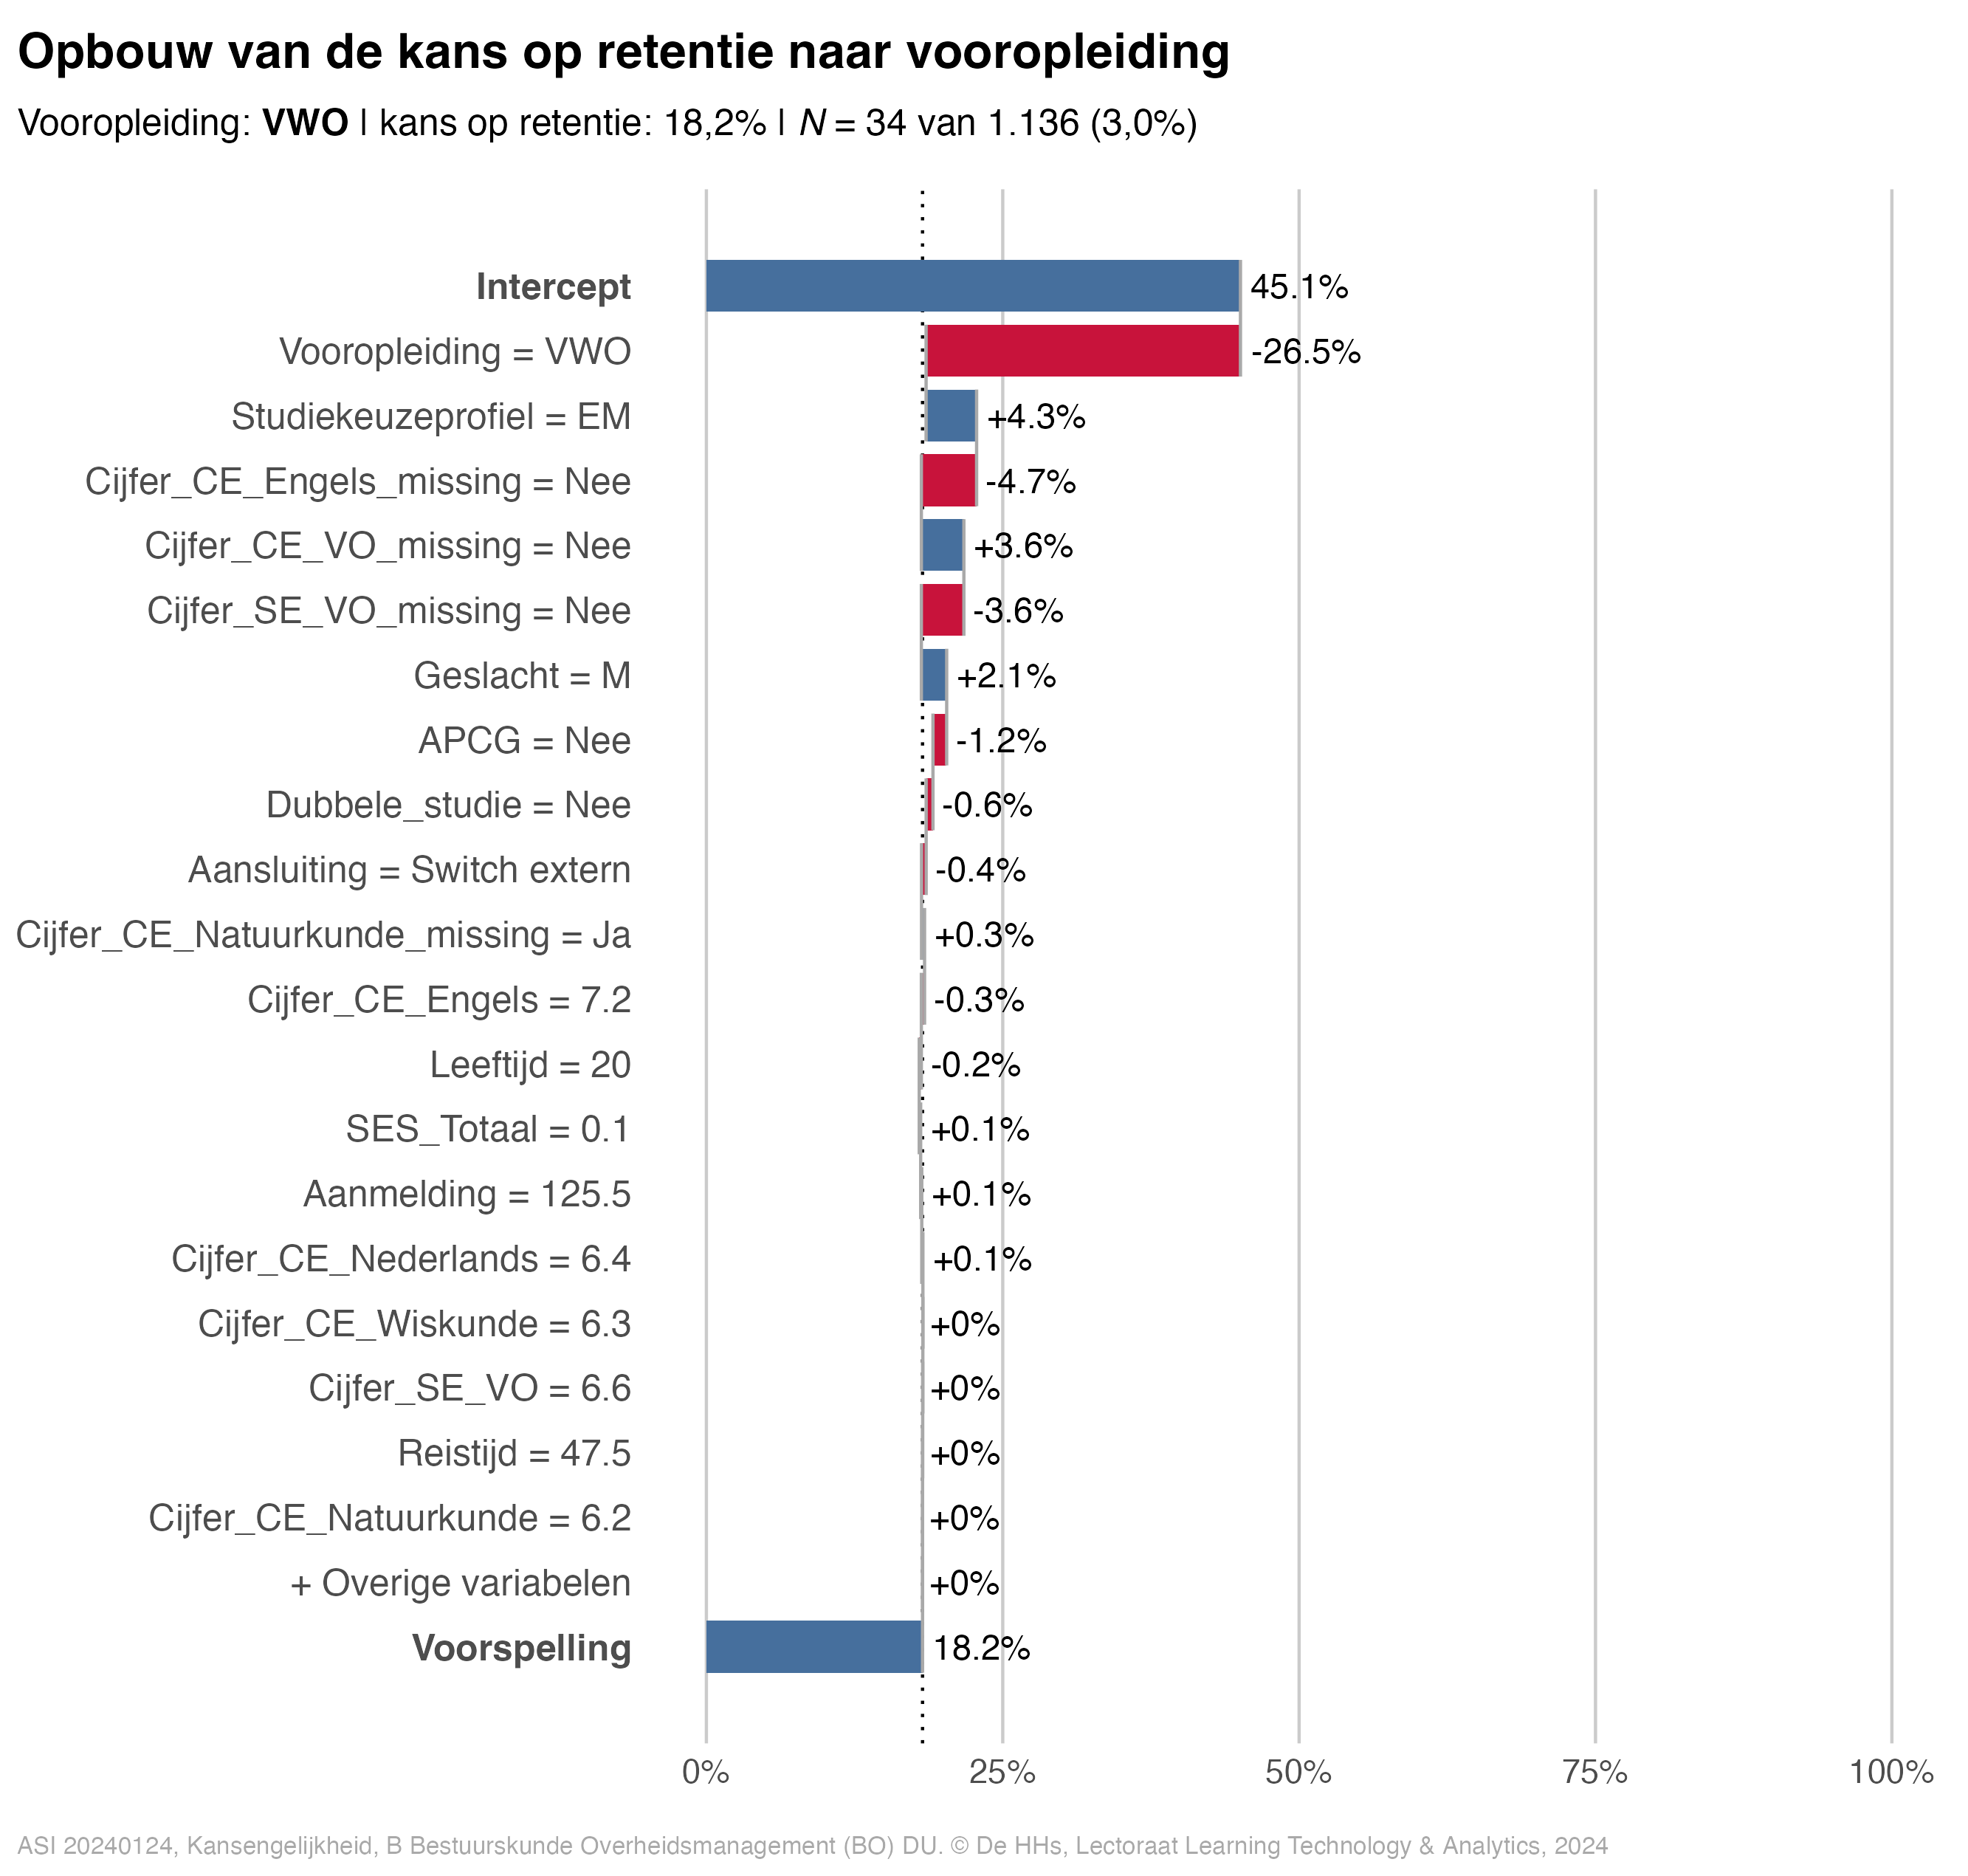 Opbouw van de kans op retentie naar vooropleiding
Vooropleiding: VWO | kans op retentie: 18,2% | N = 34 van 1.136 (3,0%)
Intercept 45.1%
Vooropleiding = VWO -26.5%
Studiekeuzeprofiel = EM +4.3%
Cijfer_CE_Engels_missing = Nee -4.7%
Cijfer_CE_VO_missing = Nee +3.6%
Cijfer_SE_VO_missing = Nee -3.6%
Geslacht = M +2.1%
APCG = Nee -1.2%
Dubbele_studie = Nee -0.6%
Aansluiting = Switch extern -0.4%
Cijfer_CE_Natuurkunde_missing = Ja +0.3%
Cijfer_CE_Engels = 7.2 -0.3%
Leeftijd = 20 -0.2%
SES_Totaal = 0.1 +0.1%
Aanmelding = 125.5 +0.1%
Cijfer_CE_Nederlands = 6.4 +0.1%
Cijfer_CE_Wiskunde = 6.3 +0%
Cijfer_SE_VO = 6.6 +0%
Reistijd = 47.5 +0%
Cijfer_CE_Natuurkunde = 6.2 +0%
+ Overige variabelen +0%
Voorspelling 18.2%
0% 25% 50% 75% 100%
ASI 20240124, Kansengelijkheid, B Bestuurskunde Overheidsmanagement (BO) DU. © De HHs, Lectoraat Learning Technology & Analytics, 2024